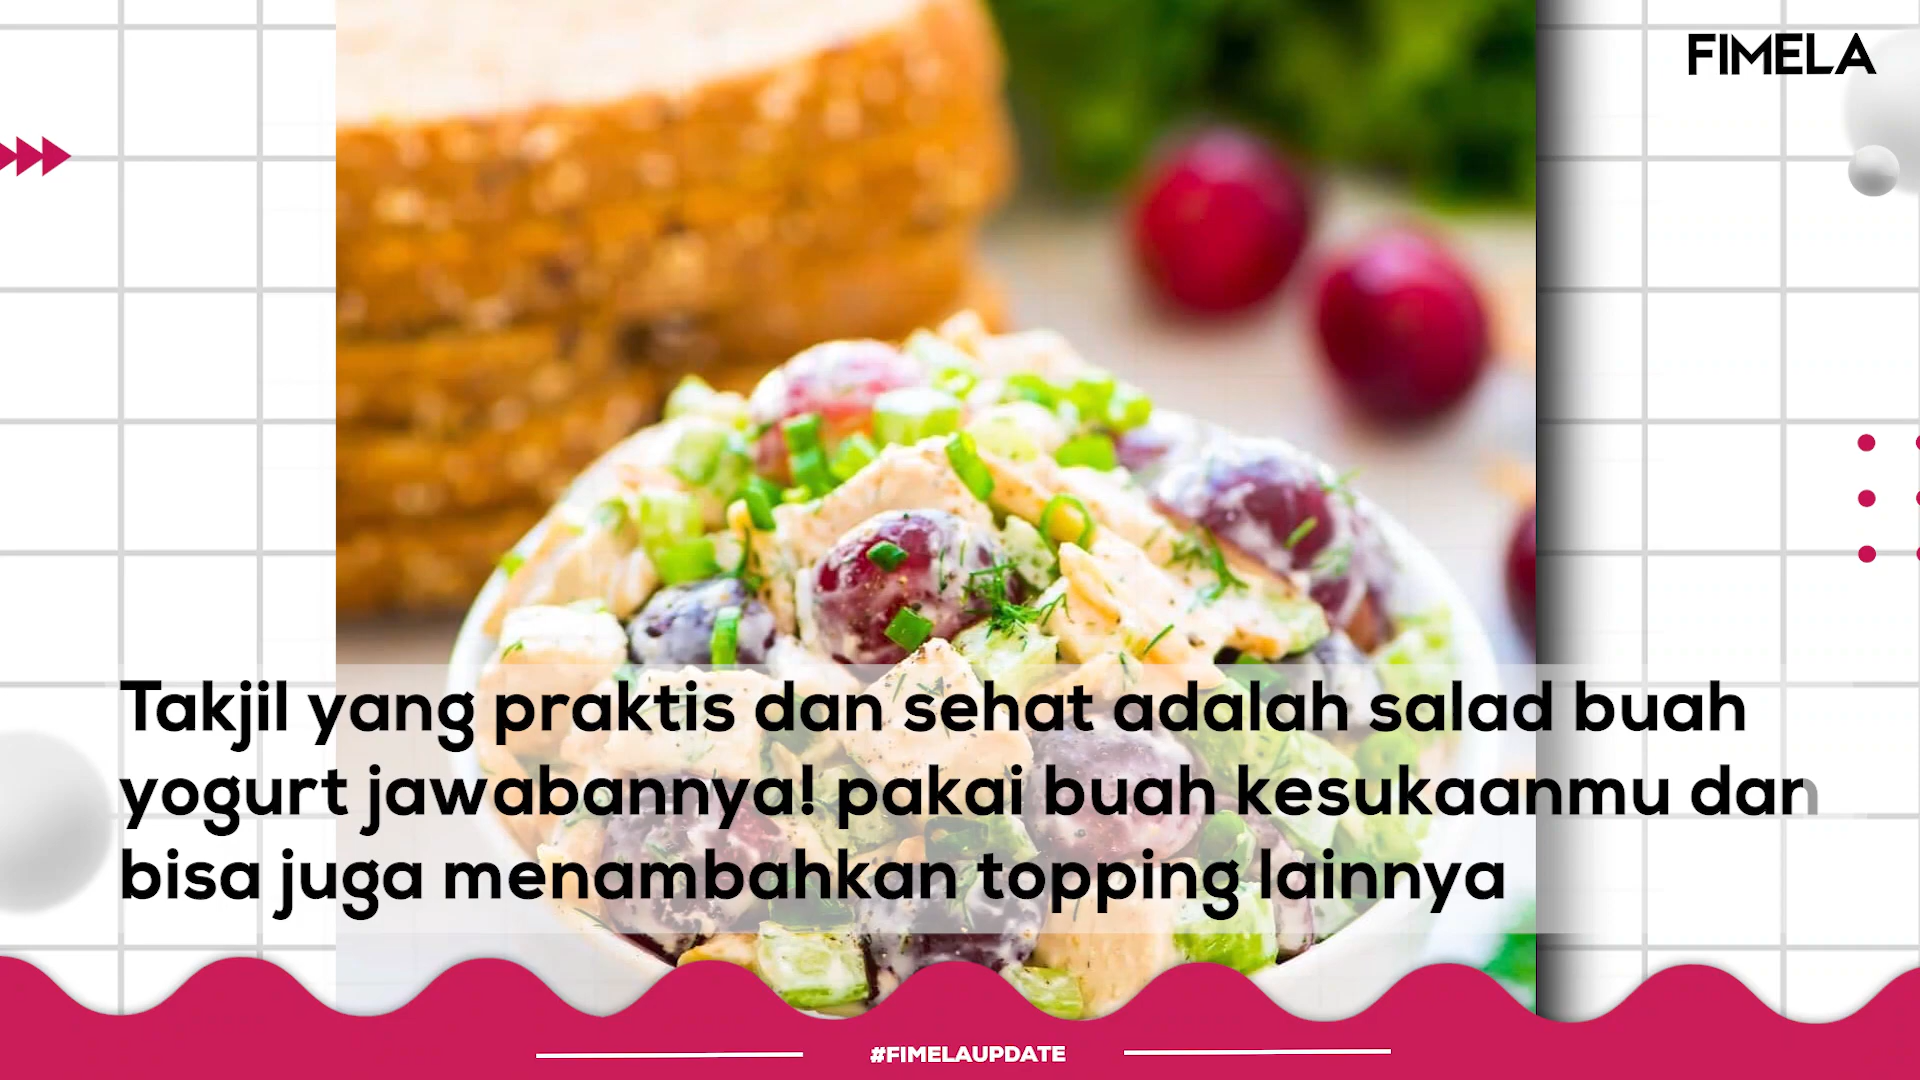 FIMELA
Takjil yang praktis dan sehat adalah salad buah
yogurt jawabannya! pakai buah kesukaanmu dan
bisa juga menambahkan topping lainnya
#FIMELAUPDATE